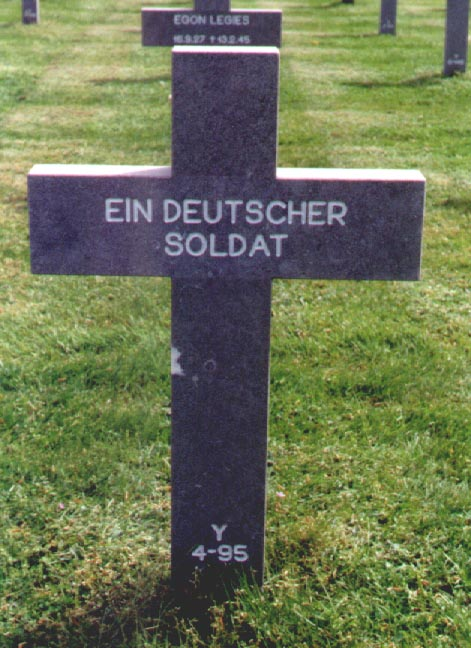 EGON LEGIES
16.9.27 †13.2.45
EIN DEUTSCHER
SOLDAT
Y
4-95